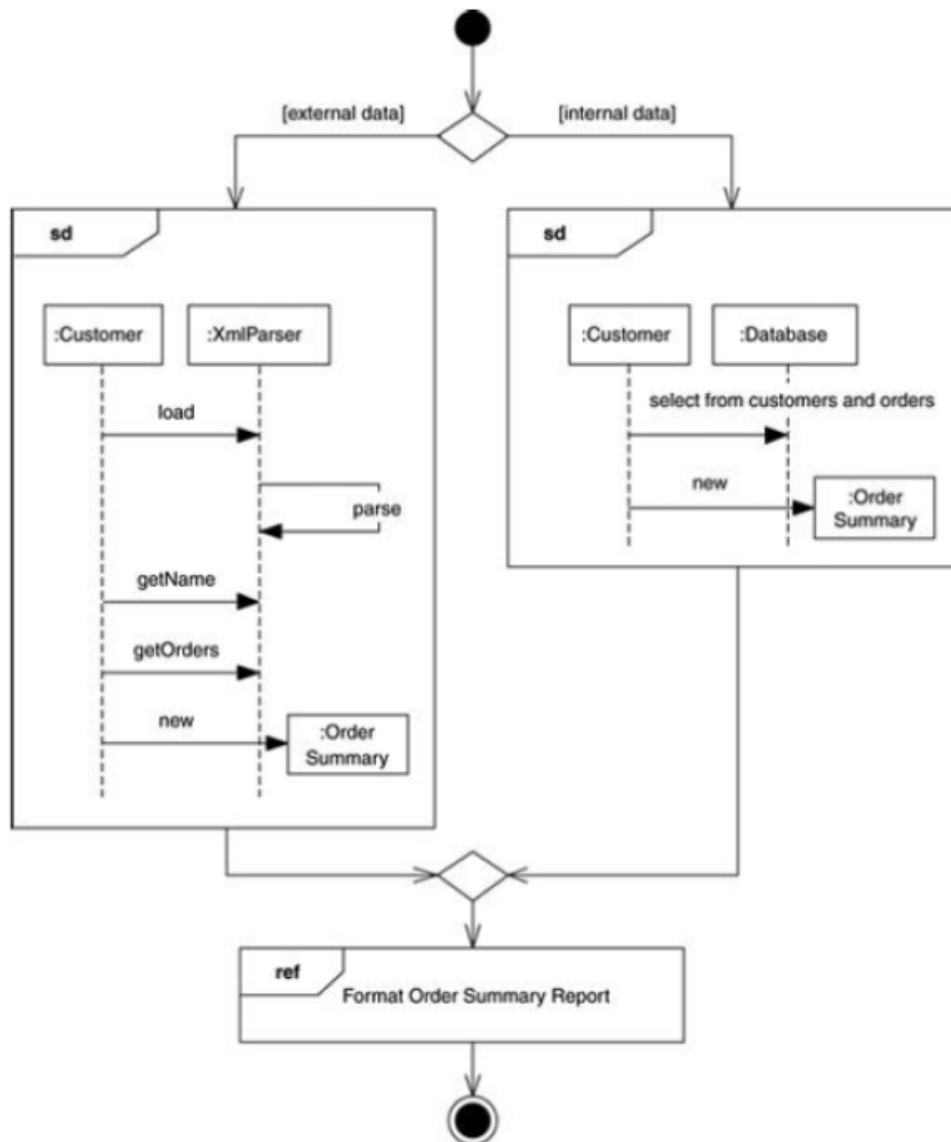 [external data]
[internal data]
sd
:Customer
:XmlParser
load
parse
getName
getOrders
new
:Order
Summary
sd
:Customer
:Database
select from customers and orders
new
:Order
Summary
ref
Format Order Summary Report